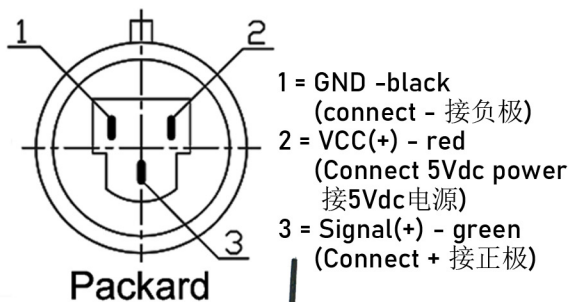 1
2
1 = GND -black
(connect - 接负极)
2 = VCC(+) - red
(Connect 5Vdc power
接5Vdc电源)
3 = Signal(+) - green
(Connect + 接正极)
3
Packard